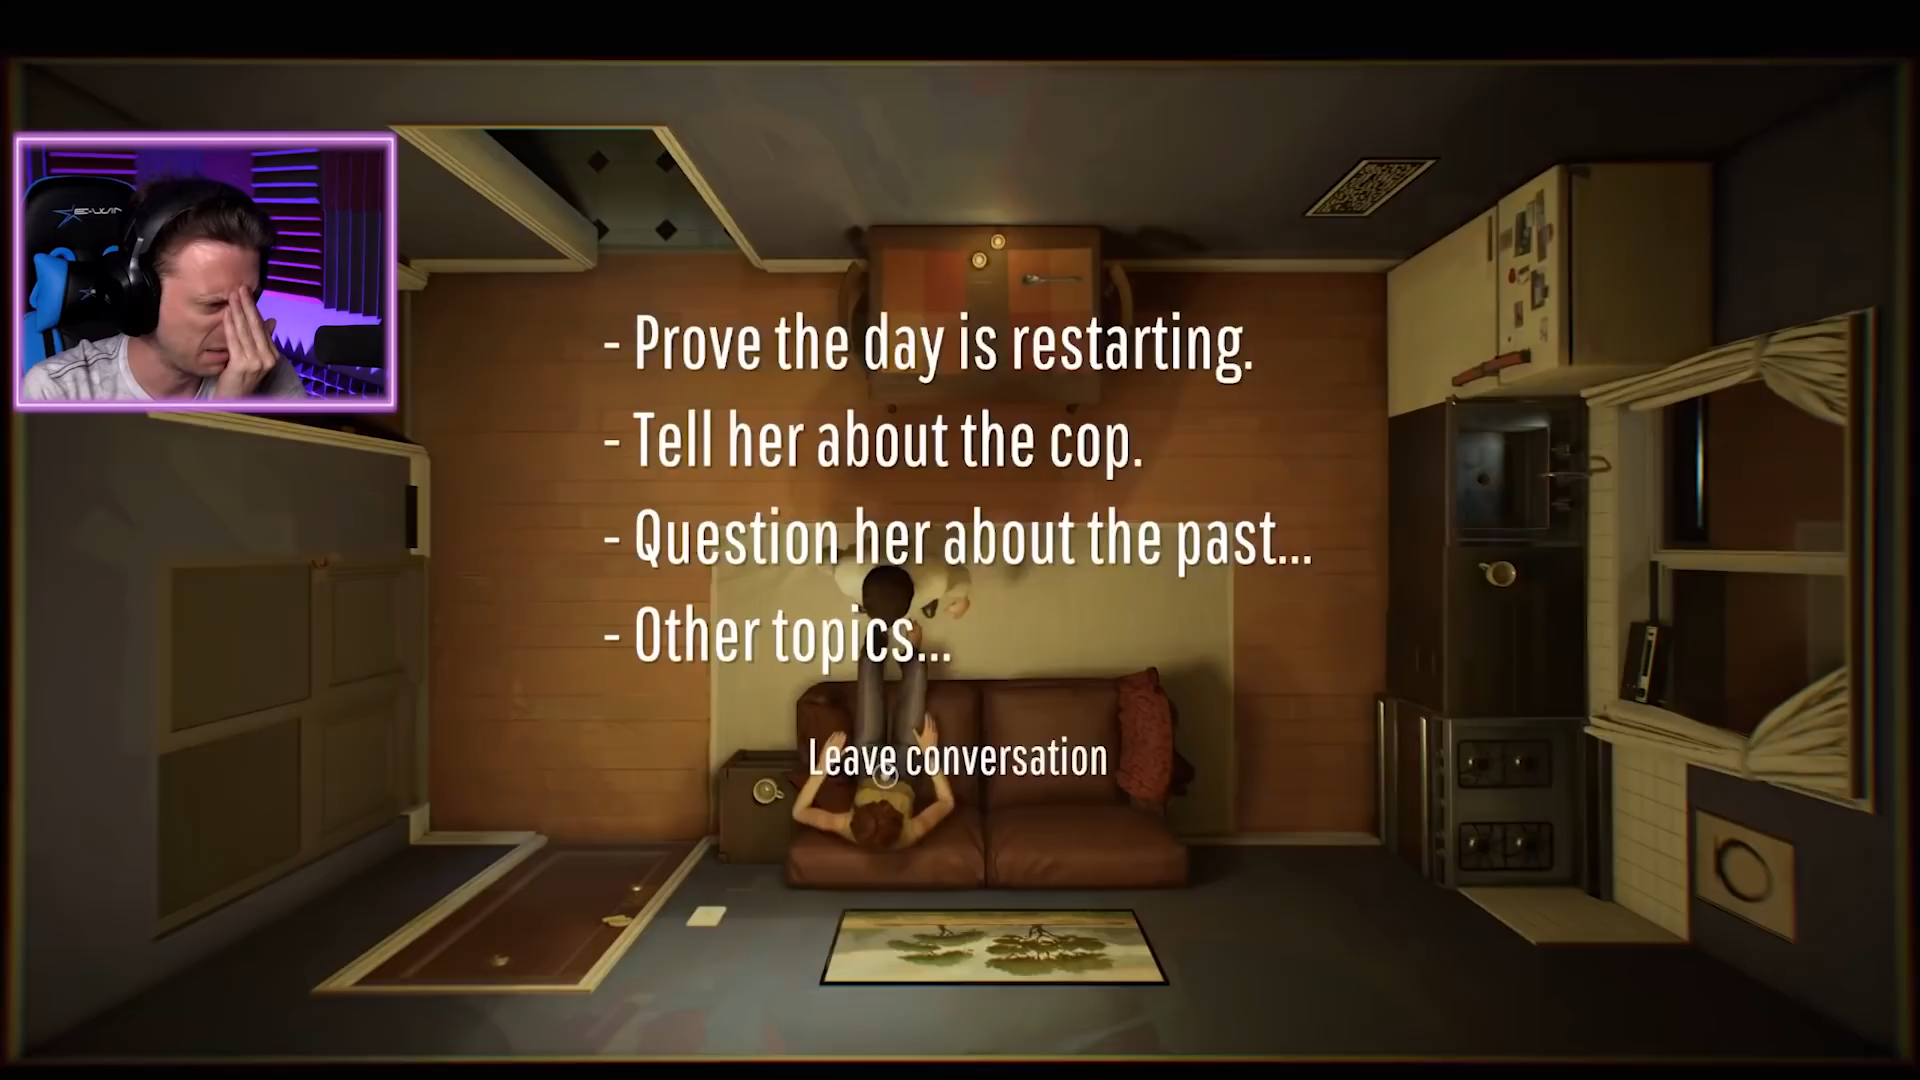 - Prove the day is restarting.
- Tell her about the cop.
- Question her about the past...
- Other topics...
Leave conversation